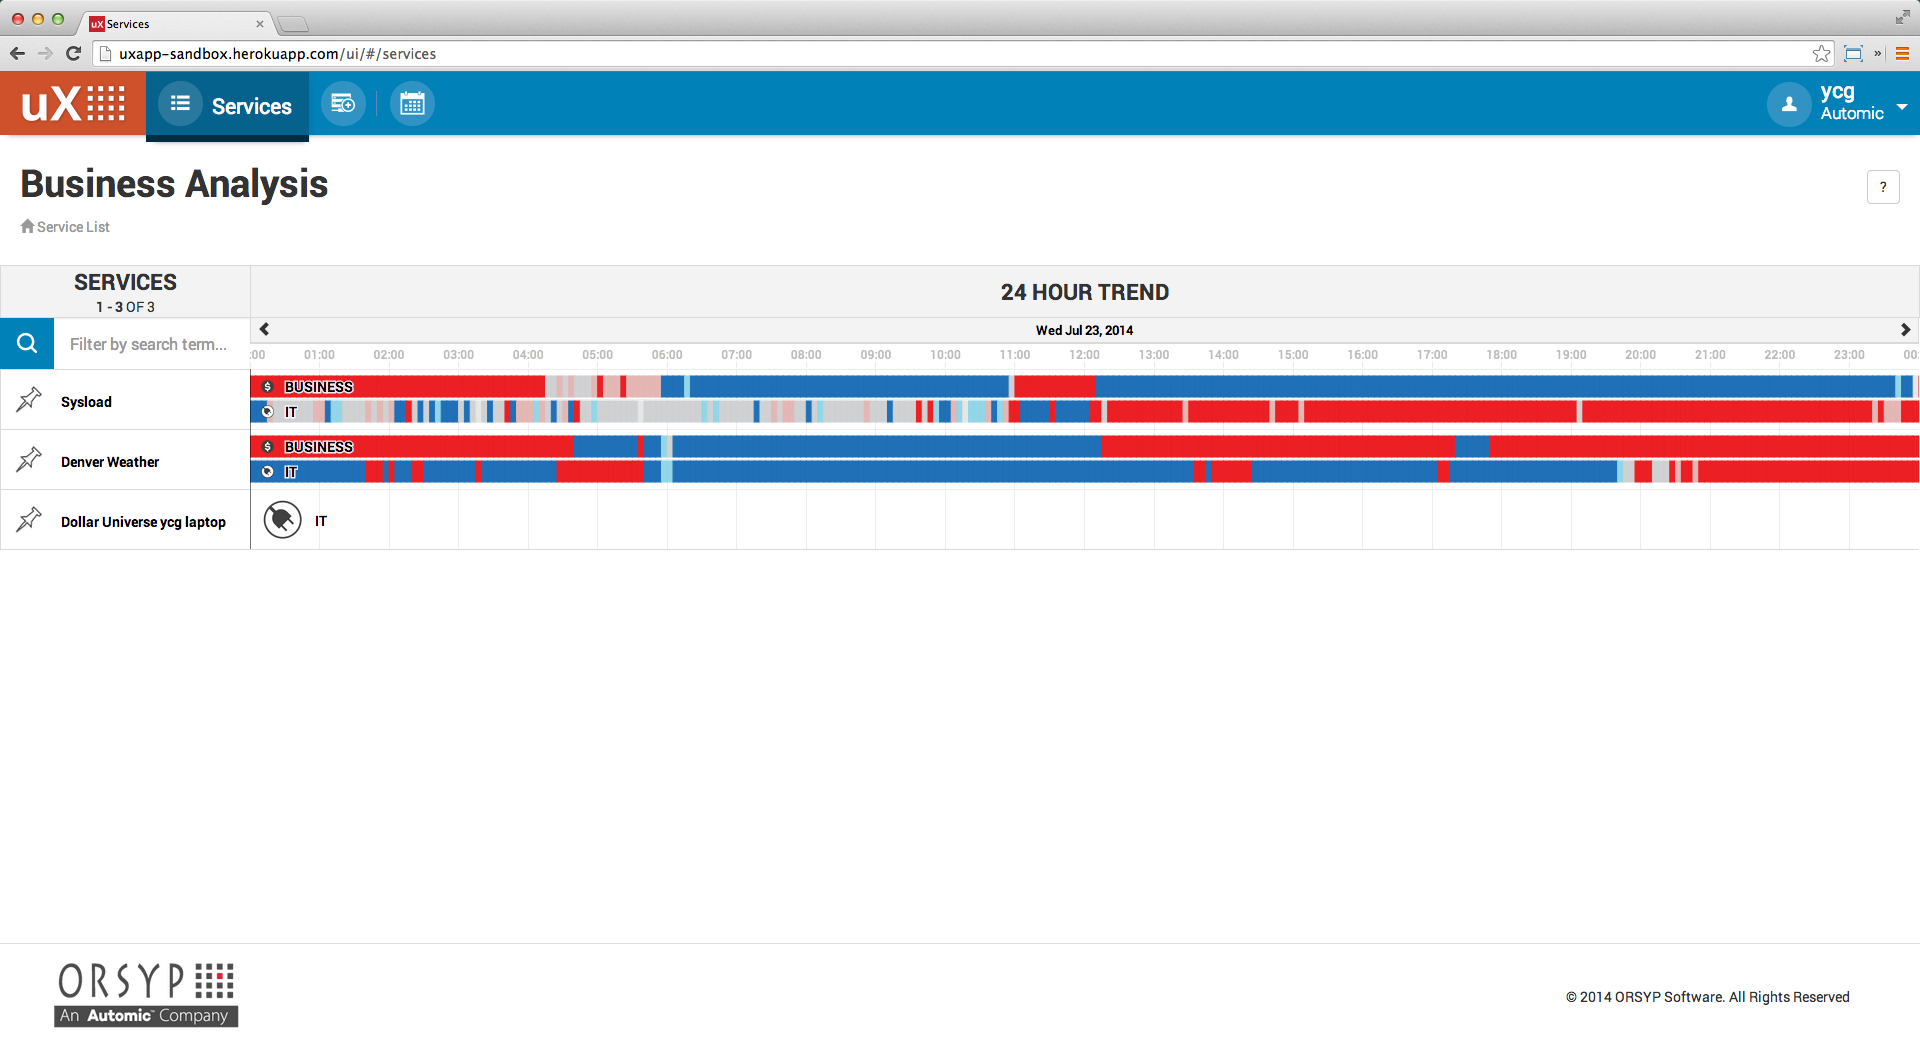 uX Services
uxapp-sandbox.herokuapp.com/ui/#/services
»
uX
Services
ycg
Automic
Business Analysis
?
Service List
SERVICES
1 - 3 OF 3
24 HOUR TREND
Wed Jul 23, 2014
Filter by search term...
:00 01:00 02:00 03:00 04:00 05:00 06:00 07:00 08:00 09:00 10:00 11:00 12:00 13:00 14:00 15:00 16:00 17:00 18:00 19:00 20:00 21:00 22:00 23:00 00:
Sysload
$ BUSINESS
IT
Denver Weather
$ BUSINESS
IT
Dollar Universe ycg laptop
IT
ORSYP
An Automic™ Company
© 2014 ORSYP Software. All Rights Reserved